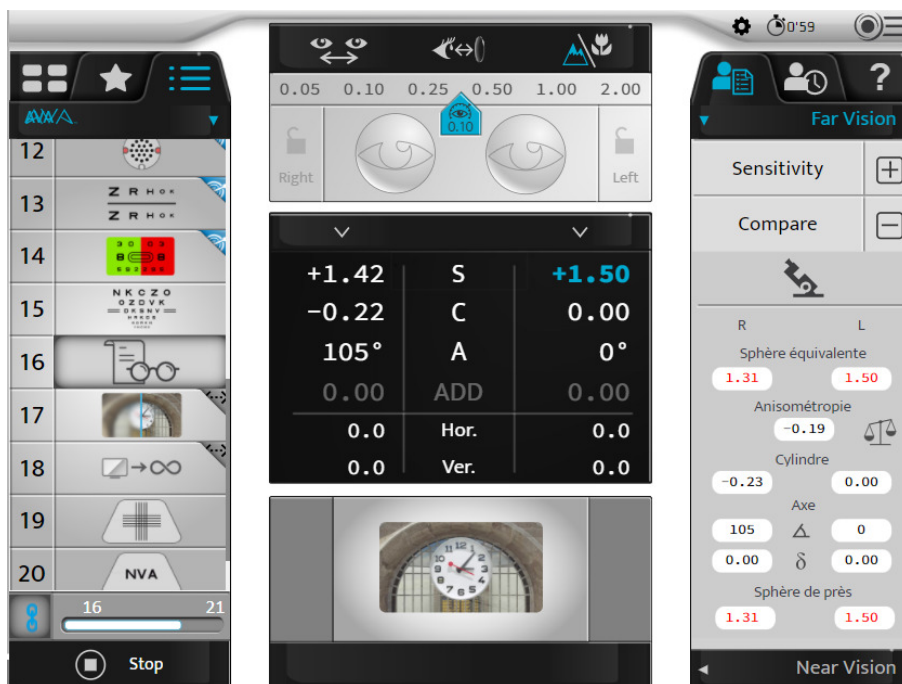 0'59
0.05 0.10 0.25 0.50 1.00 2.00
0.10
Right Left
Far Vision
Sensitivity
Compare
12
13 Z R H O K
Z R H O K
14
15 N K C Z O
O Z D V K
16
17
18
19
20 NVA
16 21
Stop
+1.42 S +1.50
-0.22 C 0.00
105° A 0°
0.00 ADD 0.00
0.0 Hor. 0.0
0.0 Ver. 0.0
R L
Sphère équivalente
1.31 1.50
Anisométropie
-0.19
Cylindre
-0.23 0.00
Axe
105 0
0.00 δ 0.00
Sphère de près
1.31 1.50
Near Vision